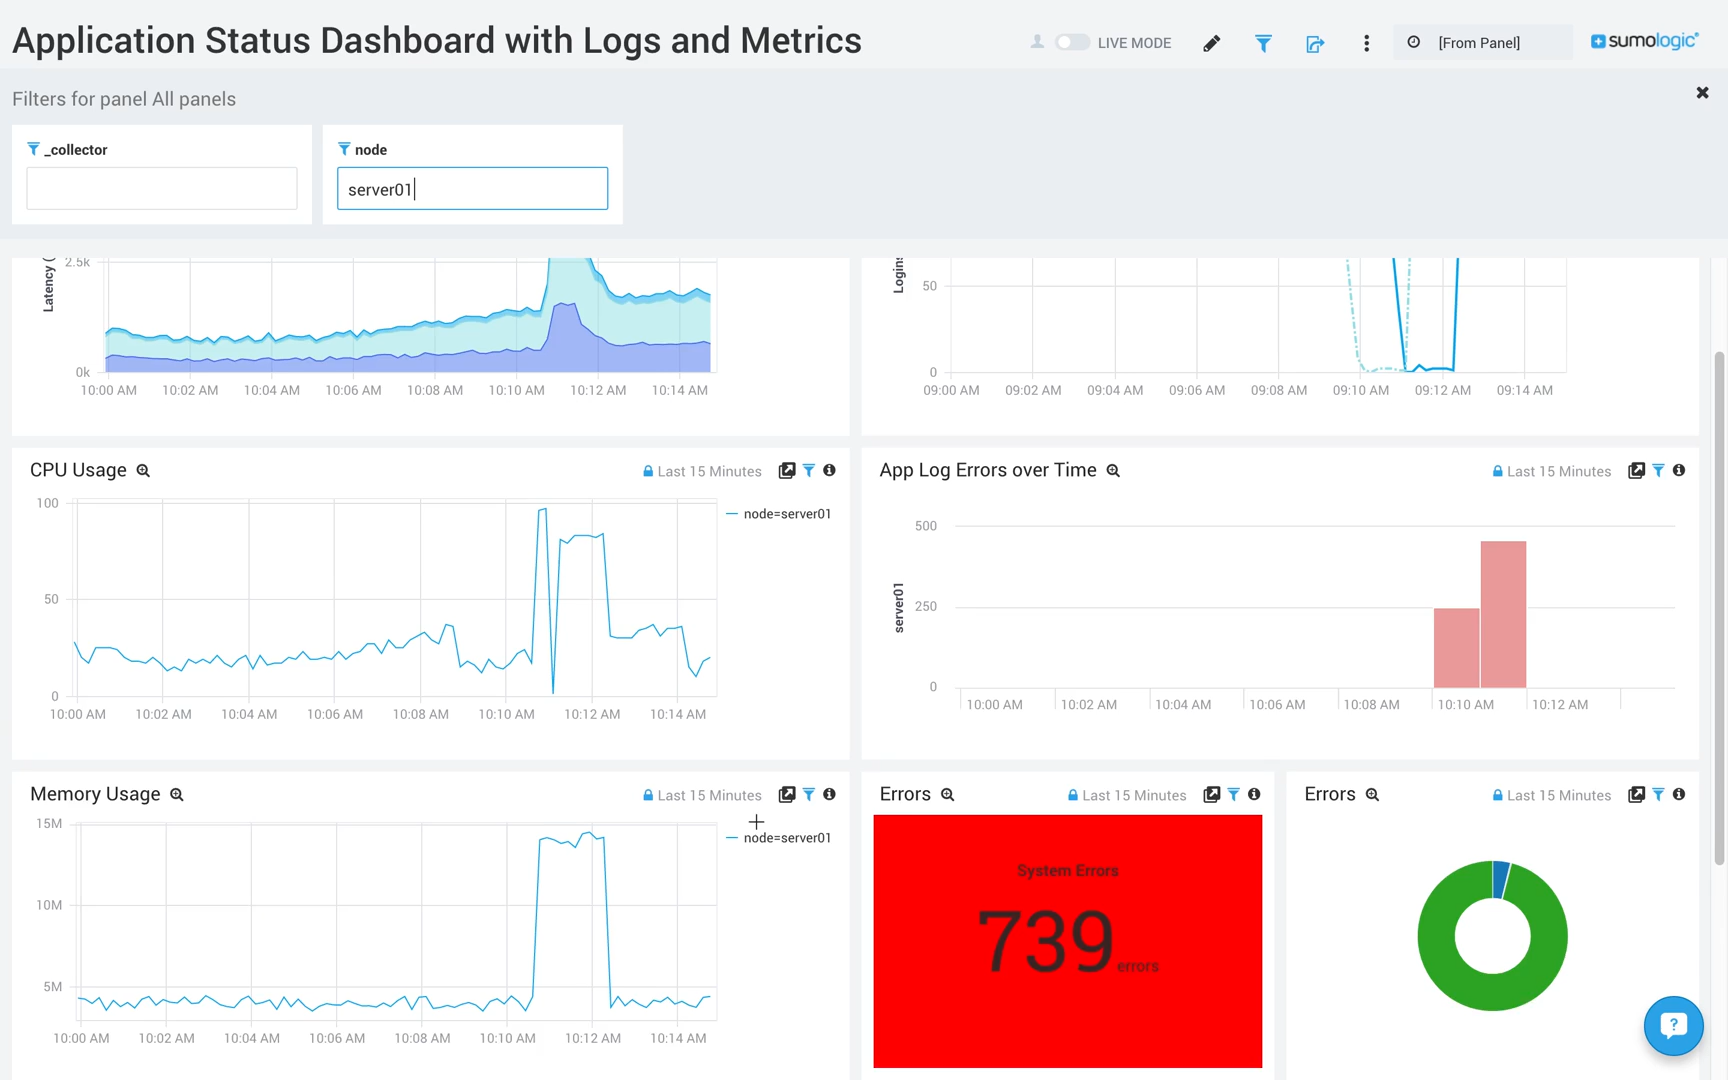 Application Status Dashboard with Logs and Metrics
LIVE MODE
[From Panel]
sumologic
Filters for panel All panels
_collector
node
server01
2.5k
0k
10:00 AM 10:02 AM 10:04 AM 10:06 AM 10:08 AM 10:10 AM 10:12 AM 10:14 AM
50
0
09:00 AM 09:02 AM 09:04 AM 09:06 AM 09:08 AM 09:10 AM 09:12 AM 09:14 AM
Latency (
Logins
CPU Usage
Last 15 Minutes
100
50
0
node=server01
10:00 AM 10:02 AM 10:04 AM 10:06 AM 10:08 AM 10:10 AM 10:12 AM 10:14 AM
App Log Errors over Time
Last 15 Minutes
500
250
0
server01
10:00 AM 10:02 AM 10:04 AM 10:06 AM 10:08 AM 10:10 AM 10:12 AM
Memory Usage
Last 15 Minutes
15M
10M
5M
node=server01
10:00 AM 10:02 AM 10:04 AM 10:06 AM 10:08 AM 10:10 AM 10:12 AM 10:14 AM
Errors
Last 15 Minutes
System Errors
739 errors
Errors
Last 15 Minutes
?